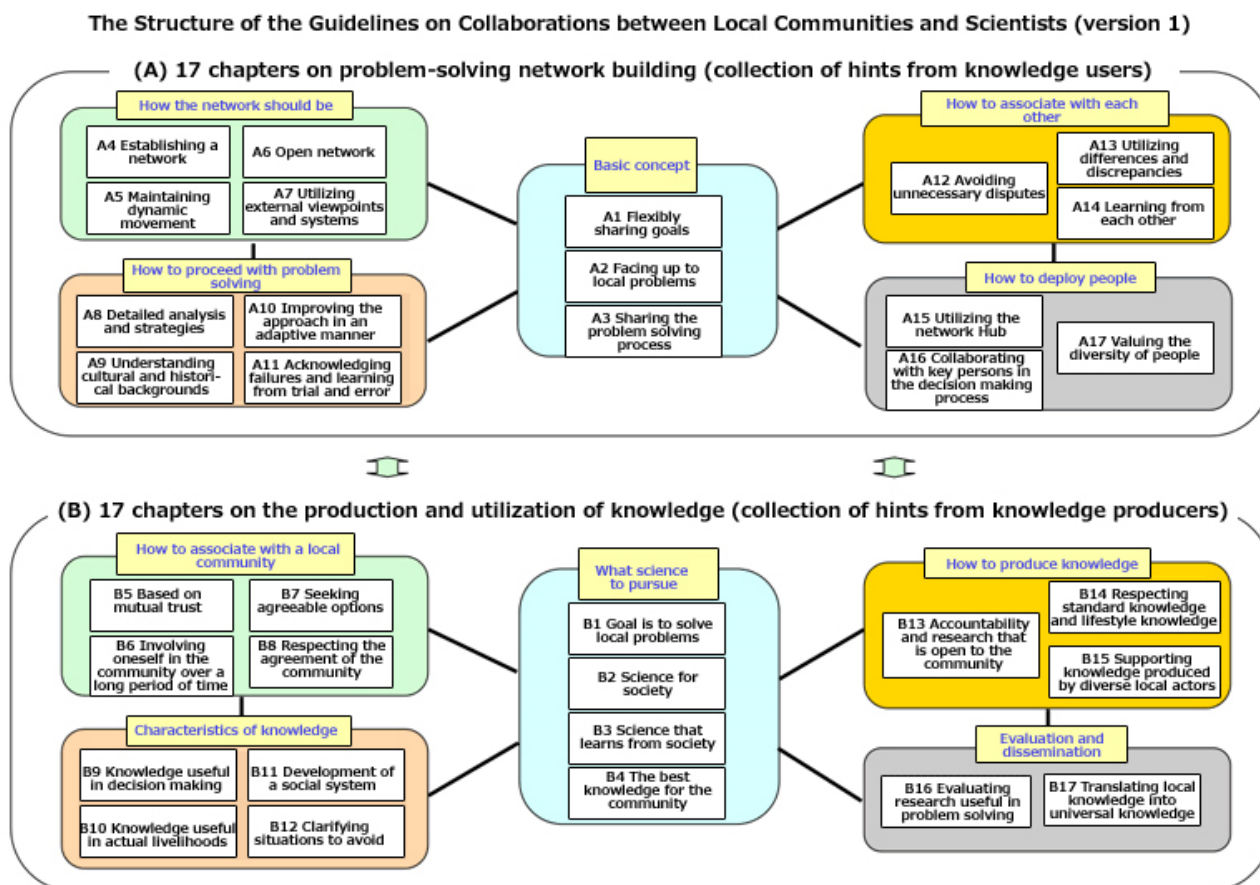 The Structure of the Guidelines on Collaborations between Local Communities and Scientists (version 1)
(A) 17 chapters on problem-solving network building (collection of hints from knowledge users)
How the network should be
A4 Establishing a
network
A6 Open network
A5 Maintaining
dynamic
movement
A7 Utilizing
external viewpoints
and systems
How to proceed with problem
solving
A8 Detailed analysis
and strategies
A10 Improving the
approach in an
adaptive manner
A9 Understanding
cultural and histori-
cal backgrounds
A11 Acknowledging
failures and learning
from trial and error
Basic concept
A1 Flexibly
sharing goals
A2 Facing up to
local problems
A3 Sharing the
problem solving
process
How to associate with each
other
A12 Avoiding
unnecessary disputes
A13 Utilizing
differences and
discrepancies
A14 Learning from
each other
How to deploy people
A15 Utilizing the
network Hub
A16 Collaborating
with key persons in
the decision making
process
A17 Valuing the
diversity of people
(B) 17 chapters on the production and utilization of knowledge (collection of hints from knowledge producers)
How to associate with a local
community
B5 Based on
mutual trust
B7 Seeking
agreeable options
B6 Involving
oneself in the
community over a
long period of time
B8 Respecting the
agreement of the
community
Characteristics of knowledge
B9 Knowledge useful
in decision making
B11 Development of
a social system
B10 Knowledge useful
in actual livelihoods
B12 Clarifying
situations to avoid
What science
to pursue
B1 Goal is to solve
local problems
B2 Science for
society
B3 Science that
learns from society
B4 The best
knowledge for the
community
How to produce knowledge
B13 Accountability
and research that
is open to the
community
B14 Respecting
standard knowledge
and lifestyle knowledge
B15 Supporting
knowledge produced
by diverse local actors
Evaluation and
dissemination
B16 Evaluating
research useful in
problem solving
B17 Translating local
knowledge into
universal knowledge